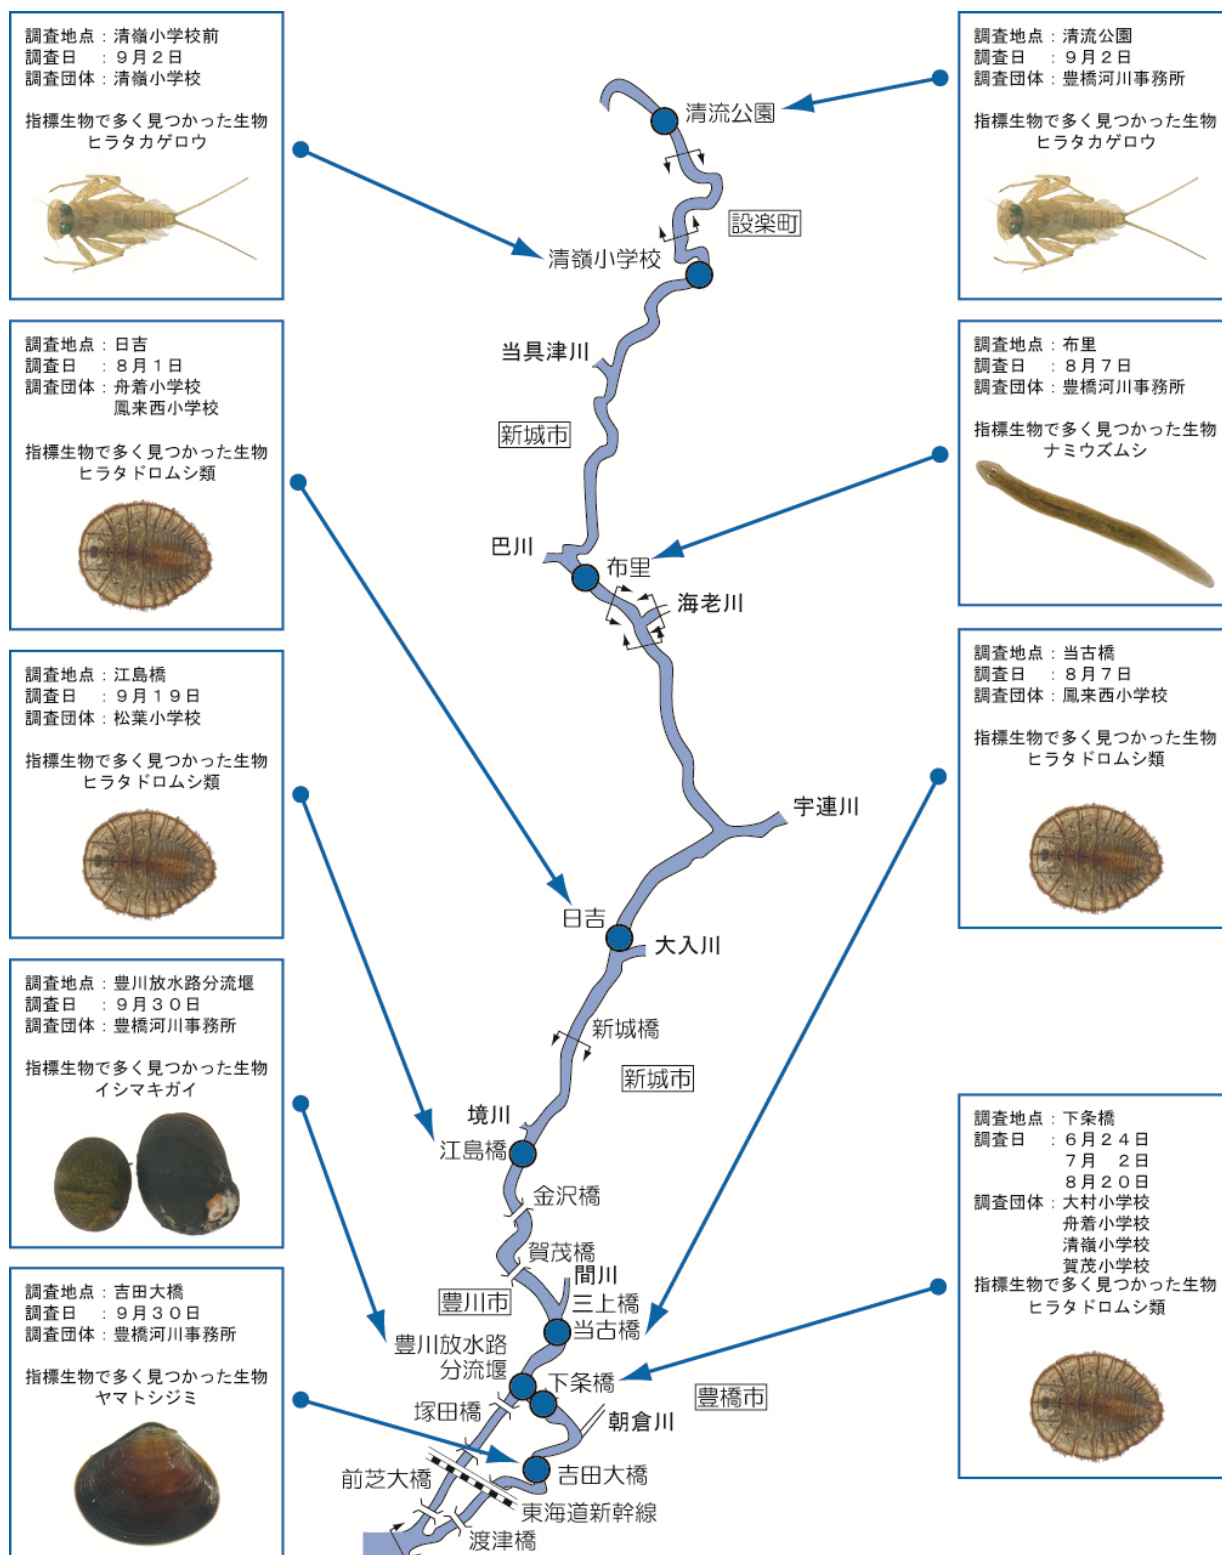 調査地点：清嶺小学校前
調査日　：９月２日
調査団体：清嶺小学校
指標生物で多く見つかった生物
ヒラタカゲロウ
調査地点：日吉
調査日　：８月１日
調査団体：舟着小学校
鳳来西小学校
指標生物で多く見つかった生物
ヒラタドロムシ類
調査地点：江島橋
調査日　：９月１９日
調査団体：松葉小学校
指標生物で多く見つかった生物
ヒラタドロムシ類
調査地点：豊川放水路分流堰
調査日　：９月３０日
調査団体：豊橋河川事務所
指標生物で多く見つかった生物
イシマキガイ
調査地点：吉田大橋
調査日　：９月３０日
調査団体：豊橋河川事務所
指標生物で多く見つかった生物
ヤマトシジミ
清流公園
設楽町
清嶺小学校
当具津川
新城市
巴川
布里
海老川
宇連川
日吉
大入川
新城橋
新城市
境川
江島橋
金沢橋
賀茂橋
間川
豊川市
三上橋
当古橋
豊川放水路
分流堰
下条橋
豊橋市
塚田橋
朝倉川
前芝大橋
吉田大橋
東海道新幹線
渡津橋
調査地点：清流公園
調査日　：９月２日
調査団体：豊橋河川事務所
指標生物で多く見つかった生物
ヒラタカゲロウ
調査地点：布里
調査日　：８月７日
調査団体：豊橋河川事務所
指標生物で多く見つかった生物
ナミウズムシ
調査地点：当古橋
調査日　：８月７日
調査団体：鳳来西小学校
指標生物で多く見つかった生物
ヒラタドロムシ類
調査地点：下条橋
調査日　：６月２４日
７月　２日
８月２０日
調査団体：大村小学校
舟着小学校
清嶺小学校
賀茂小学校
指標生物で多く見つかった生物
ヒラタドロムシ類